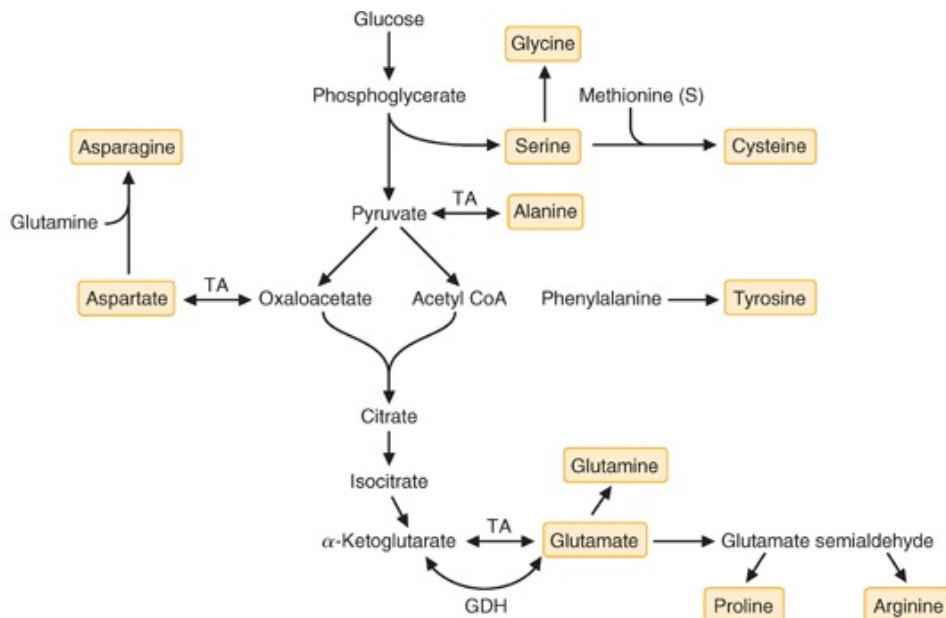 Glucose
Glycine
Phosphoglycerate
Methionine (S)
Asparagine
Serine
Cysteine
TA
Glutamine
Pyruvate
Alanine
TA
Aspartate
Oxaloacetate
Acetyl CoA
Phenylalanine
Tyrosine
Citrate
Glutamine
Isocitrate
TA
α-Ketoglutarate
Glutamate
Glutamate semialdehyde
GDH
Proline
Arginine